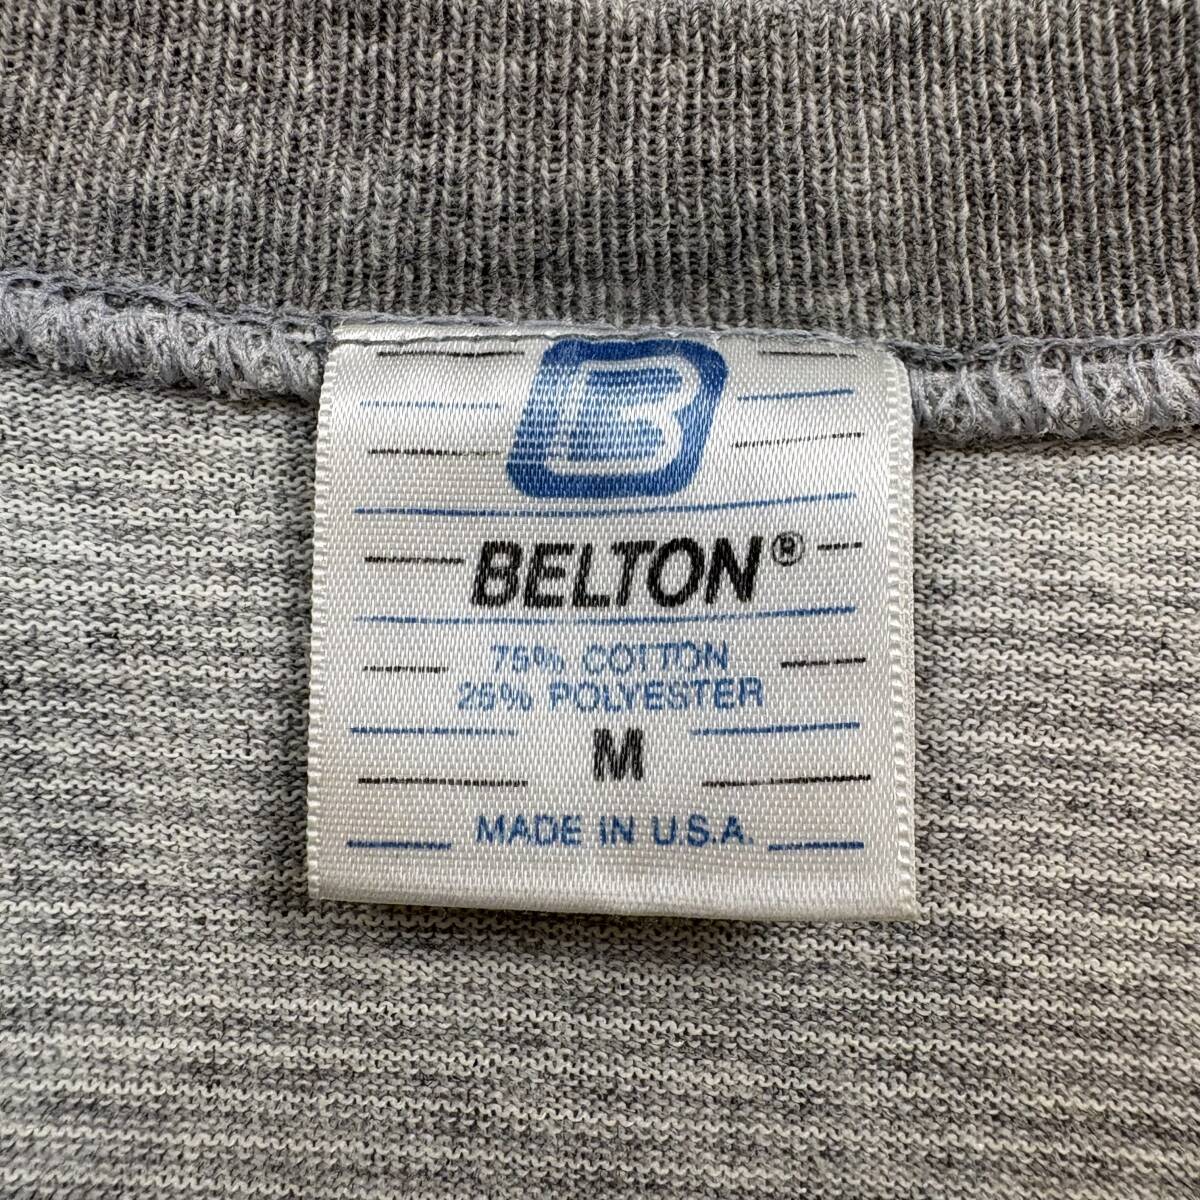 B
BELTON®
75% COTTON
25% POLYESTER
M
MADE IN U.S.A.